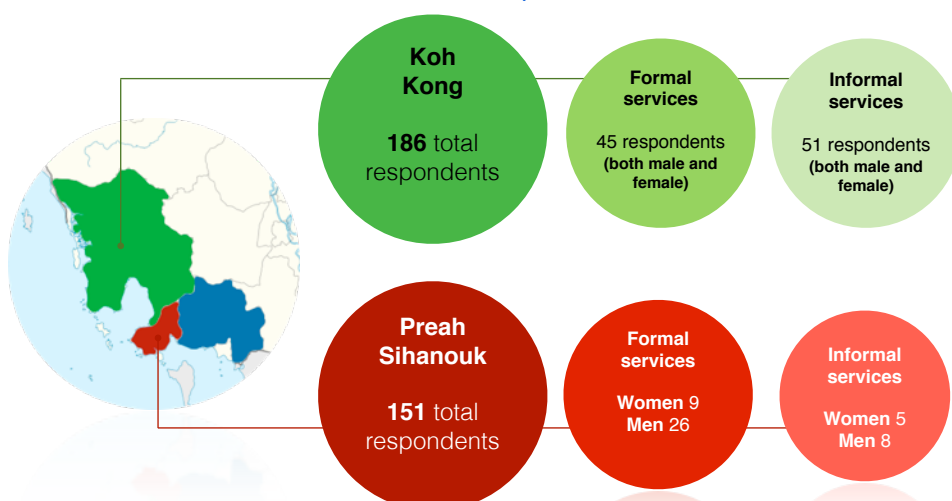 Koh
Kong
186 total
respondents
Formal
services
45 respondents
(both male and
female)
Informal
services
51 respondents
(both male and
female)
Preah
Sihanouk
151 total
respondents
Formal
services
Women 9
Men 26
Informal
services
Women 5
Men 8